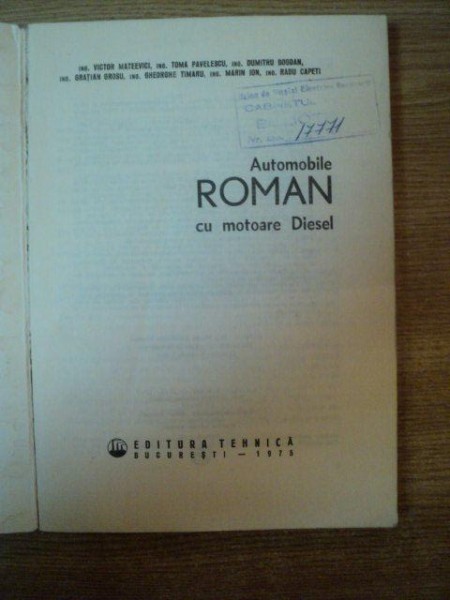 ING. VICTOR MATEEVICI, ING. TOMA PAVELESCU, ING. DUMITRU BOGDAN,
ING. GRAȚIAN GROSU, ING. GHEORGHE TIMARU, ING. MARIN ION, ING. RADU CAPETI
17771
Automobile
ROMAN
cu motoare Diesel
EDITURA TEHNICĂ
BUCUREȘTI — 1975